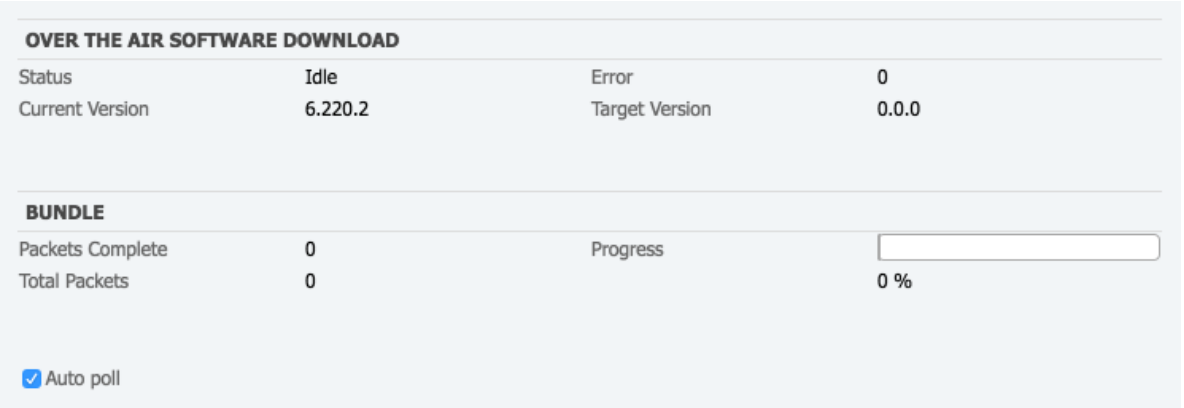 OVER THE AIR SOFTWARE DOWNLOAD
Status Idle Error 0
Current Version 6.220.2 Target Version 0.0.0
BUNDLE
Packets Complete 0 Progress
Total Packets 0 0 %
Auto poll